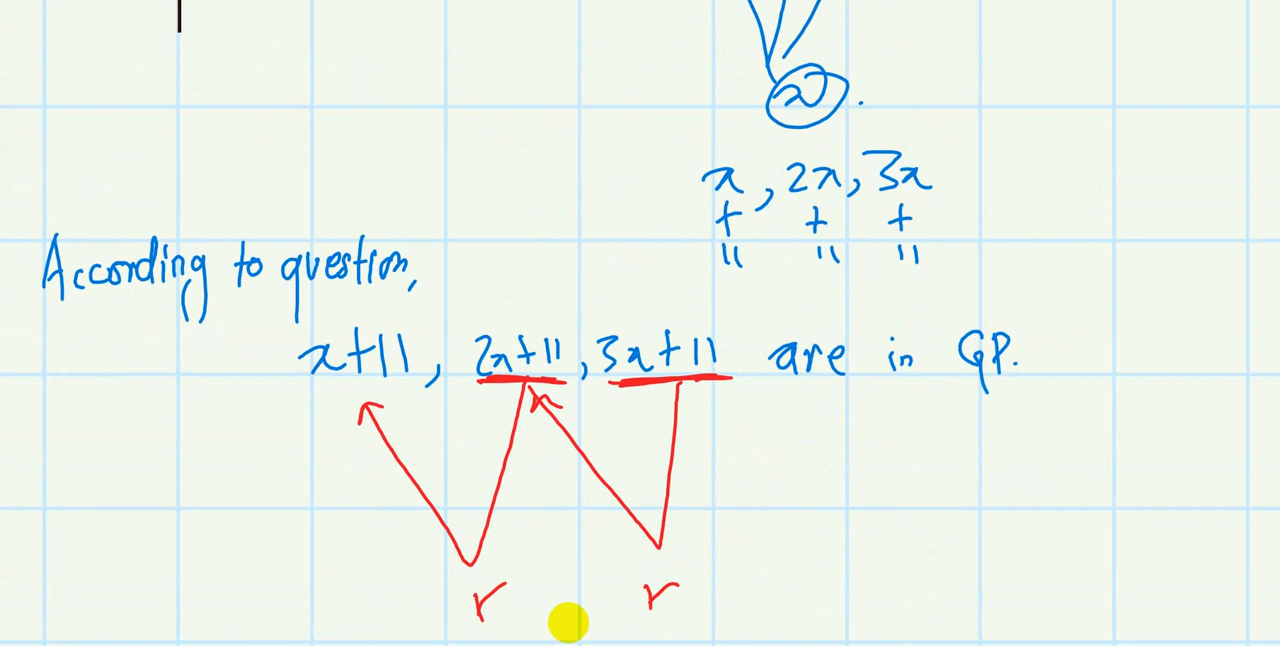 x
x, 2x, 3x
+ + +
11 11 11
According to question,
x+11, 2x+11, 3x+11 are in GP.
r r